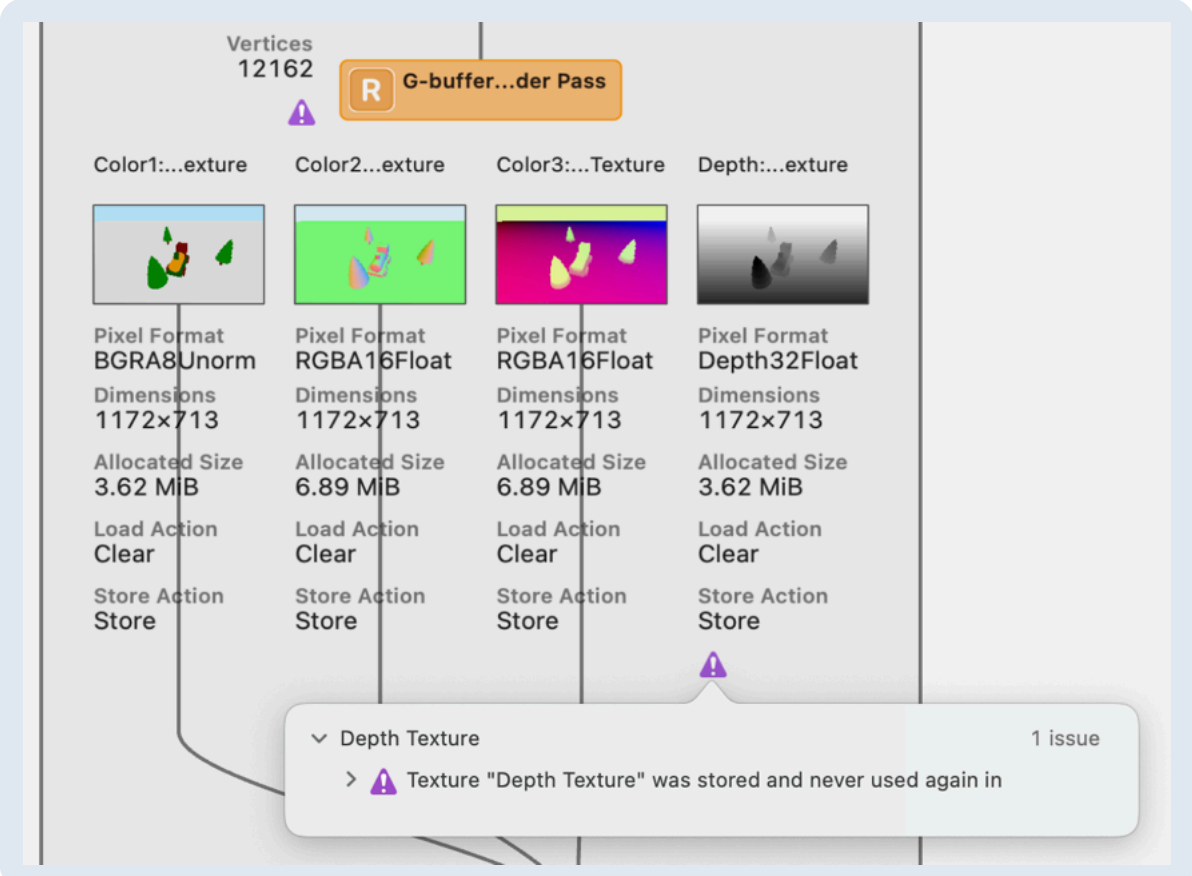 Vertices
12162
R G-buffer...der Pass
Color1:...exture Color2...exture Color3:...Texture Depth:...exture
Pixel Format Pixel Format Pixel Format Pixel Format
BGRA8Unorm RGBA16Float RGBA16Float Depth32Float
Dimensions Dimensions Dimensions Dimensions
1172×713 1172×713 1172×713 1172×713
Allocated Size Allocated Size Allocated Size Allocated Size
3.62 MiB 6.89 MiB 6.89 MiB 3.62 MiB
Load Action Load Action Load Action Load Action
Clear Clear Clear Clear
Store Action Store Action Store Action Store Action
Store Store Store Store
Depth Texture 1 issue
Texture "Depth Texture" was stored and never used again in